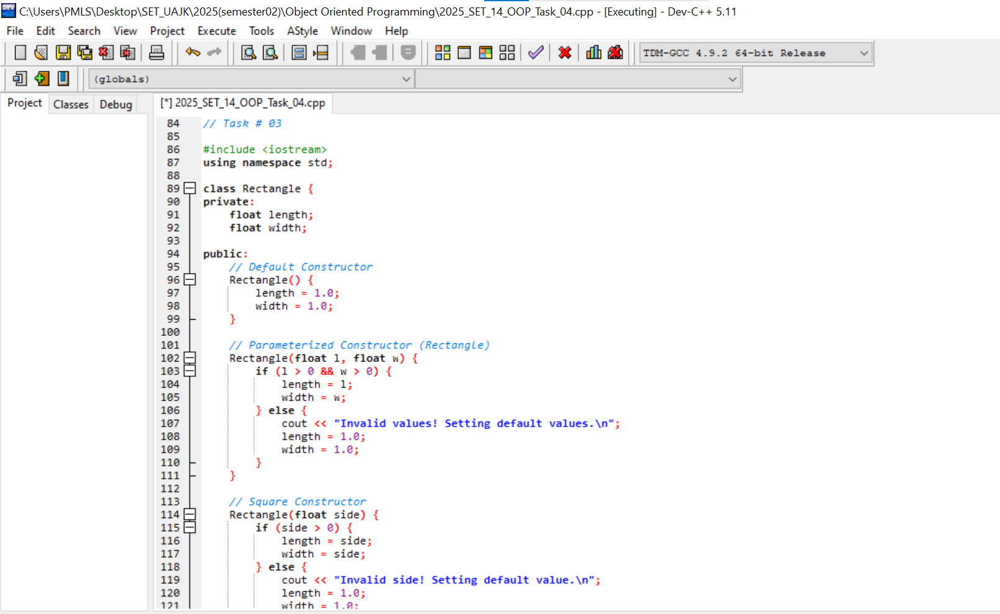 C:\Users\PMLS\Desktop\SET_UAJK\2025(semester02)\Object Oriented Programming\2025_SET_14_OOP_Task_04.cpp - [Executing] - Dev-C++ 5.11
File Edit Search View Project Execute Tools AStyle Window Help
TDM-GCC 4.9.2 64-bit Release
(globals)
Project Classes Debug [*] 2025_SET_14_OOP_Task_04.cpp
84 // Task # 03
85
86 #include <iostream>
87 using namespace std;
88
89 class Rectangle {
90 private:
91     float length;
92     float width;
93
94 public:
95     // Default Constructor
96     Rectangle() {
97         length = 1.0;
98         width = 1.0;
99     }
100
101     // Parameterized Constructor (Rectangle)
102     Rectangle(float l, float w) {
103         if (l > 0 && w > 0) {
104             length = l;
105             width = w;
106         } else {
107             cout << "Invalid values! Setting default values.\n";
108             length = 1.0;
109             width = 1.0;
110         }
111     }
112
113     // Square Constructor
114     Rectangle(float side) {
115         if (side > 0) {
116             length = side;
117             width = side;
118         } else {
119             cout << "Invalid side! Setting default value.\n";
120             length = 1.0;
121             width = 1.0;